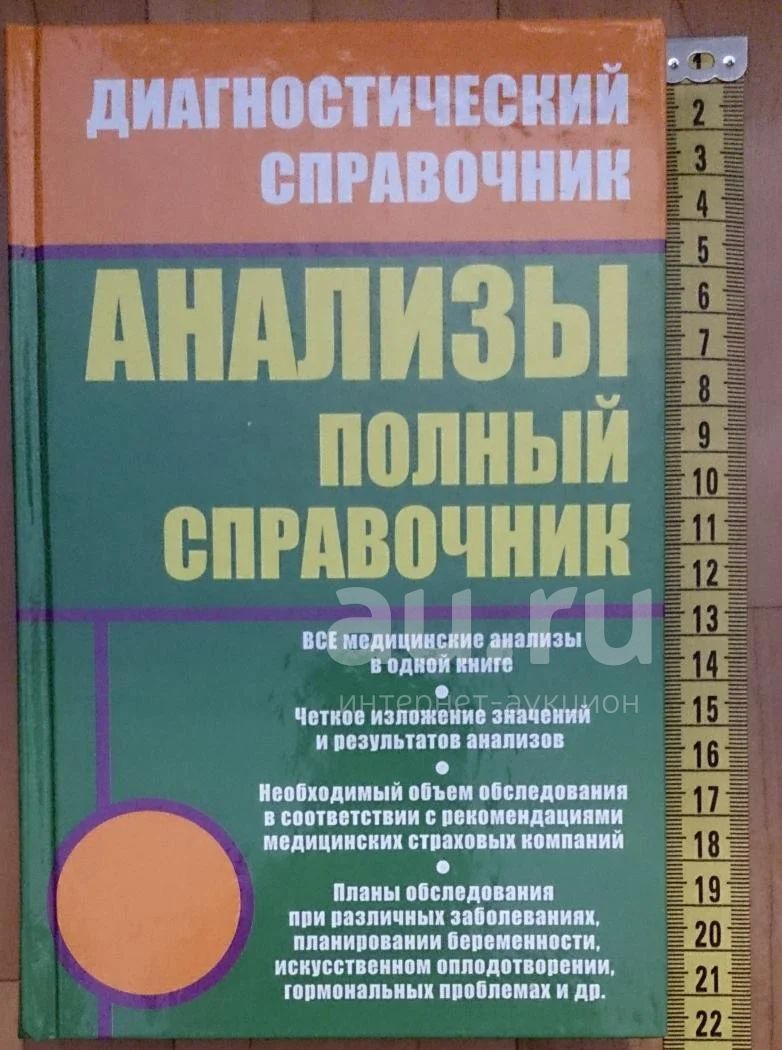 ДИАГНОСТИЧЕСКИЙ
СПРАВОЧНИК
АНАЛИЗЫ
ПОЛНЫЙ
СПРАВОЧНИК
ВСЕ медицинские анализы
в одной книге
Четкое изложение значений
и результатов анализов
Необходимый объем обследования
в соответствии с рекомендациями
медицинских страховых компаний
Планы обследования
при различных заболеваниях,
планировании беременности,
искусственном оплодотворении,
гормональных проблемах и др.
au.ru
интернет-аукцион
1
2
3
4
5
6
7
8
9
10
11
12
13
14
15
16
17
18
19
20
21
22